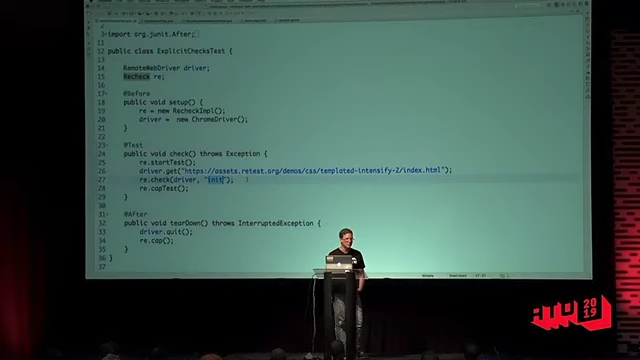 import org.junit.After;
public class ExplicitChecksTest {
RemoteWebDriver driver;
Recheck re;
@Before
public void setup() {
re = new RecheckImpl();
driver = new ChromeDriver();
}
@Test
public void check() throws Exception {
re.startTest();
driver.get("https://assets.retest.org/demos/css/templated-intensify-2/index.html");
re.check(driver, "init");
re.capTest();
}
@After
public void tearDown() throws InterruptedException {
driver.quit();
re.cap();
}
}
2019